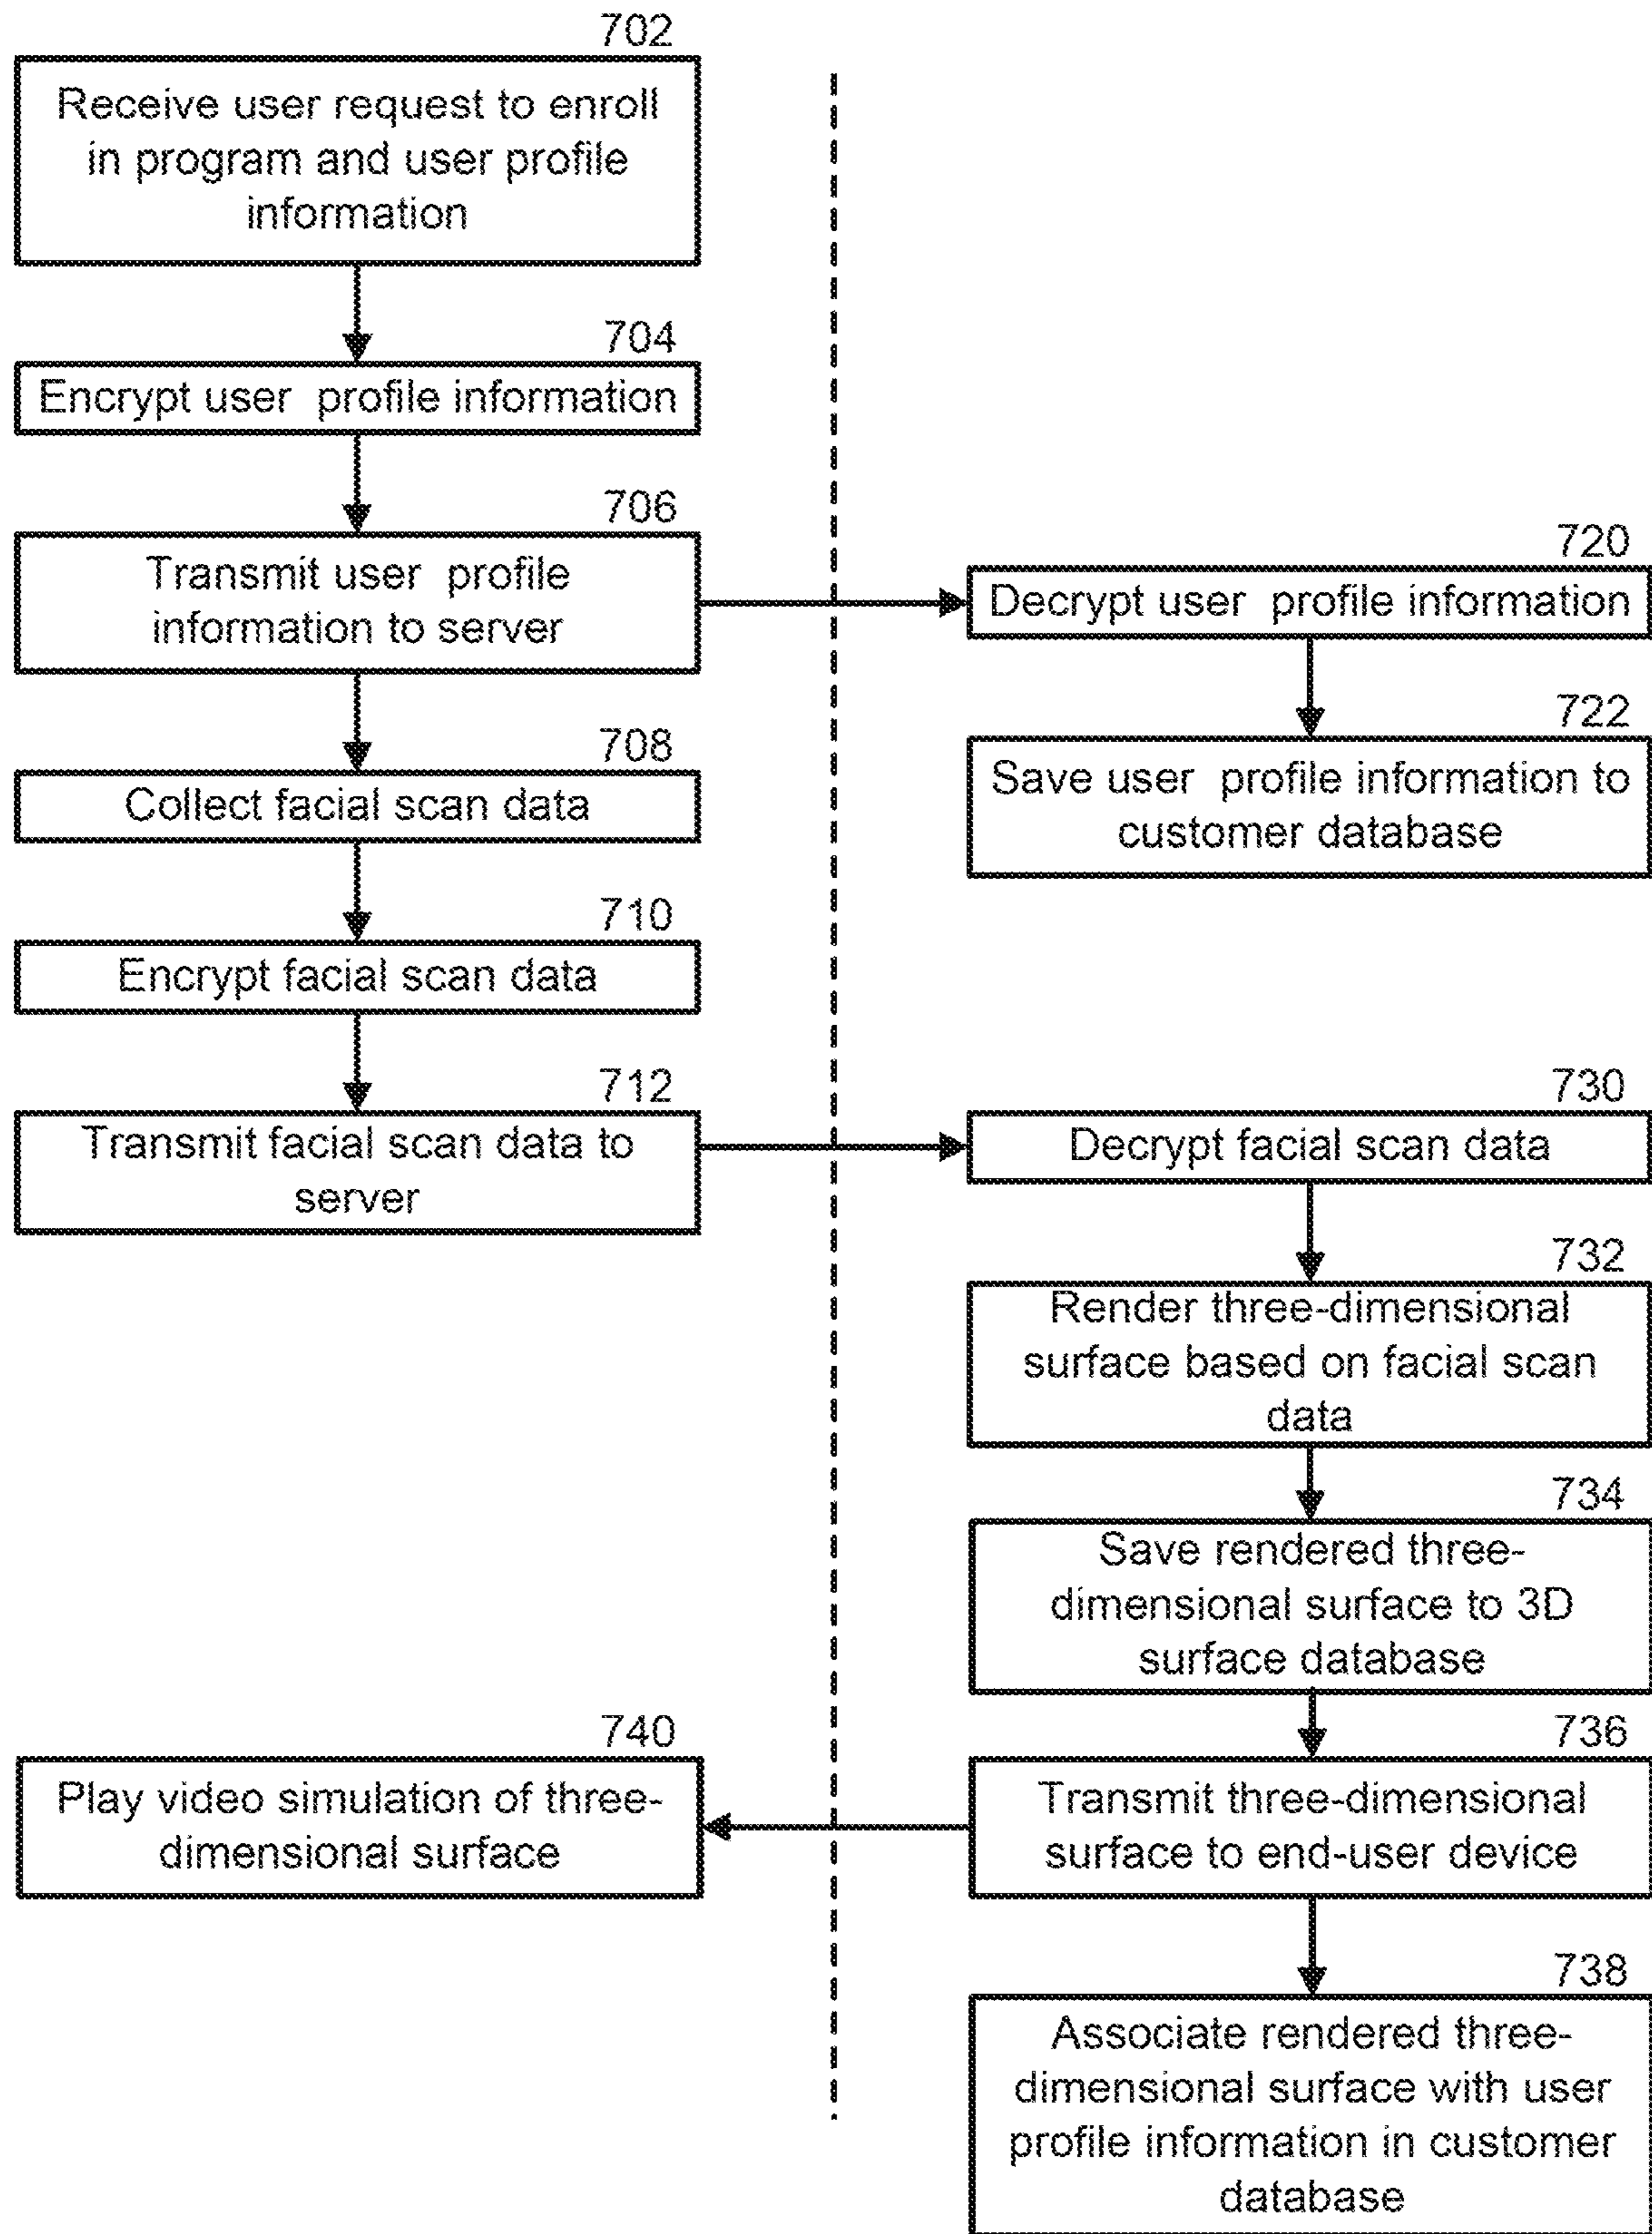 702
Receive user request to enroll
in program and user profile
information
704
Encrypt user profile information
706
Transmit user profile
information to server
708
Collect facial scan data
710
Encrypt facial scan data
712
Transmit facial scan data to
server
720
Decrypt user profile information
722
Save user profile information to
customer database
730
Decrypt facial scan data
732
Render three-dimensional
surface based on facial scan
data
734
Save rendered three-
dimensional surface to 3D
surface database
736
Transmit three-dimensional
surface to end-user device
738
Associate rendered three-
dimensional surface with user
profile information in customer
database
740
Play video simulation of three-
dimensional surface